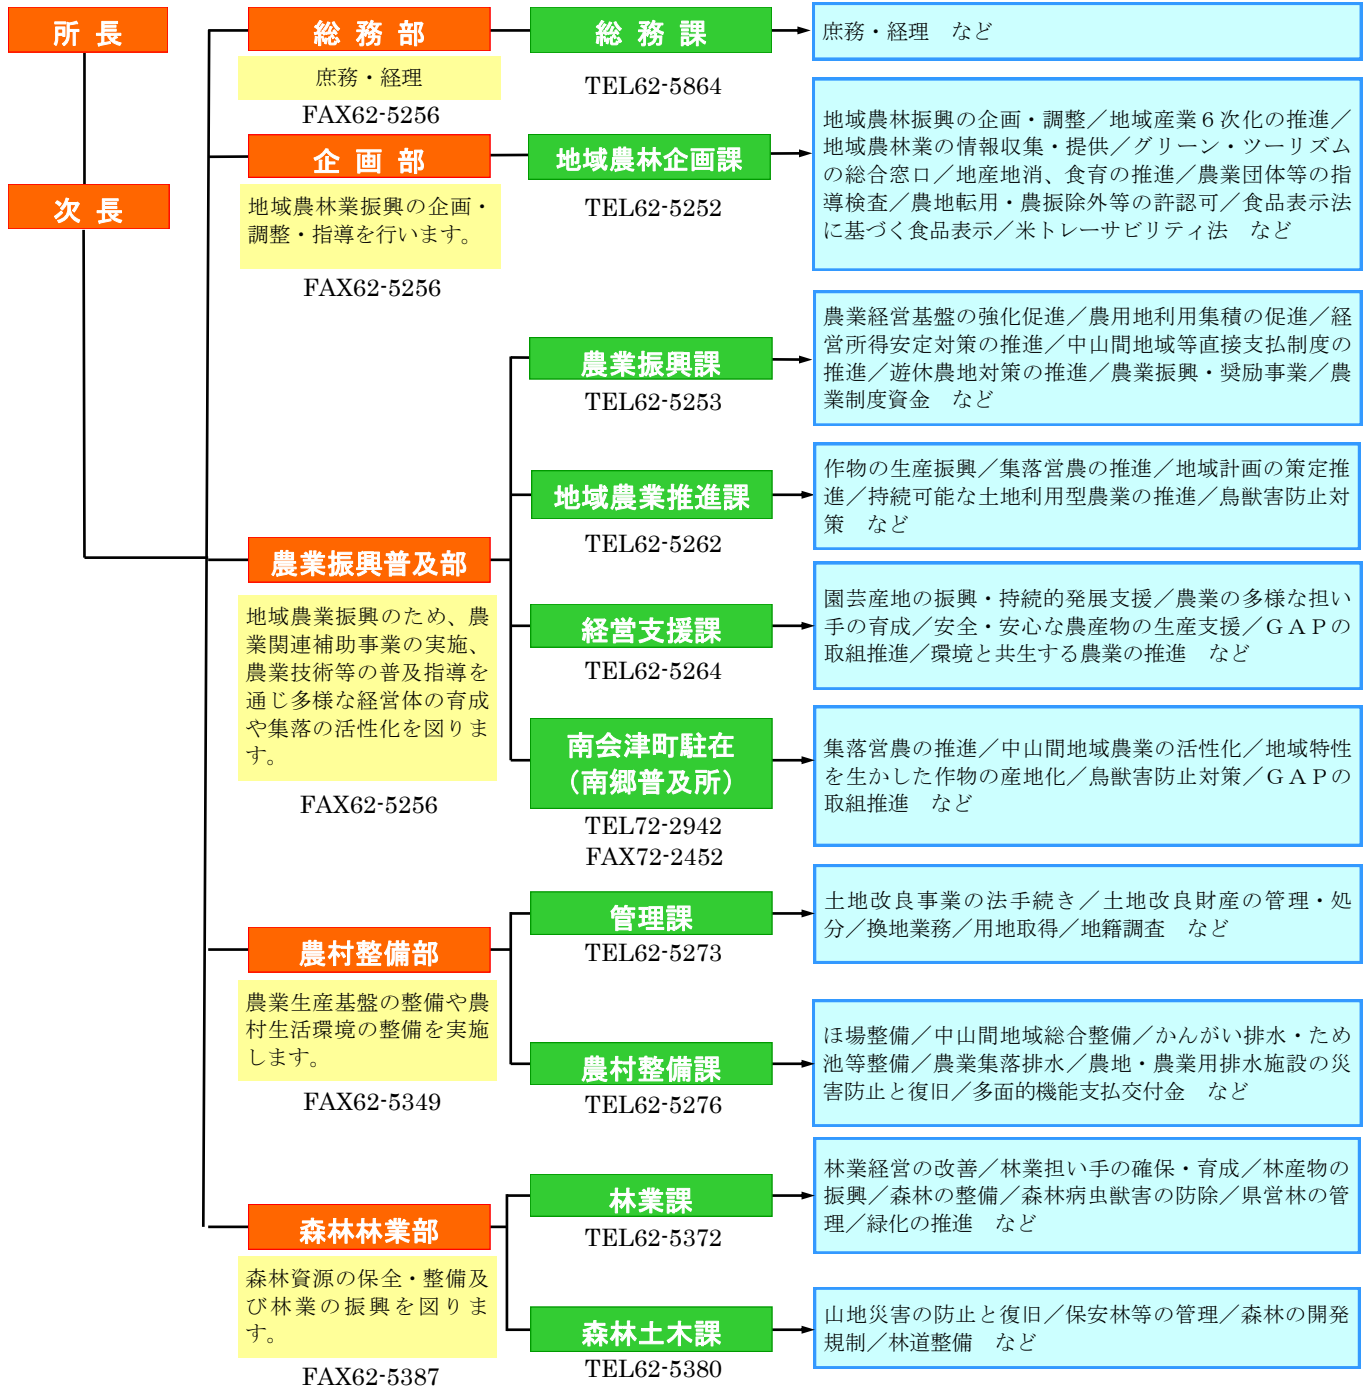 所 長
次 長
総 務 部
庶務・経理
FAX62-5256
総 務 課
TEL62-5864
庶務・経理　など
企 画 部
地域農林業振興の企画・
調整・指導を行います。
FAX62-5256
地域農林企画課
TEL62-5252
地域農林振興の企画・調整／地域産業６次化の推進／
地域農林業の情報収集・提供／グリーン・ツーリズム
の総合窓口／地産地消、食育の推進／農業団体等の指
導検査／農地転用・農振除外等の許認可／食品表示法
に基づく食品表示／米トレーサビリティ法　など
農業振興普及部
地域農業振興のため、農
業関連補助事業の実施、
農業技術等の普及指導を
通じ多様な経営体の育成
や集落の活性化を図りま
す。
FAX62-5256
農業振興課
TEL62-5253
農業経営基盤の強化促進／農用地利用集積の促進／経
営所得安定対策の推進／中山間地域等直接支払制度の
推進／遊休農地対策の推進／農業振興・奨励事業／農
業制度資金　など
地域農業推進課
TEL62-5262
作物の生産振興／集落営農の推進／地域計画の策定推
進／持続可能な土地利用型農業の推進／鳥獣害防止対
策　など
経営支援課
TEL62-5264
園芸産地の振興・持続的発展支援／農業の多様な担い
手の育成／安全・安心な農産物の生産支援／ＧＡＰの
取組推進／環境と共生する農業の推進　など
南会津町駐在
（南郷普及所）
TEL72-2942
FAX72-2452
集落営農の推進／中山間地域農業の活性化／地域特性
を生かした作物の産地化／鳥獣害防止対策／ＧＡＰの
取組推進　など
農村整備部
農業生産基盤の整備や農
村生活環境の整備を実施
します。
FAX62-5349
管理課
TEL62-5273
土地改良事業の法手続き／土地改良財産の管理・処
分／換地業務／用地取得／地籍調査　など
農村整備課
TEL62-5276
ほ場整備／中山間地域総合整備／かんがい排水・ため
池等整備／農業集落排水／農地・農業用排水施設の災
害防止と復旧／多面的機能支払交付金　など
森林林業部
森林資源の保全・整備及
び林業の振興を図りま
す。
FAX62-5387
林業課
TEL62-5372
林業経営の改善／林業担い手の確保・育成／林産物の
振興／森林の整備／森林病虫獣害の防除／県営林の管
理／緑化の推進　など
森林土木課
TEL62-5380
山地災害の防止と復旧／保安林等の管理／森林の開発
規制／林道整備　など